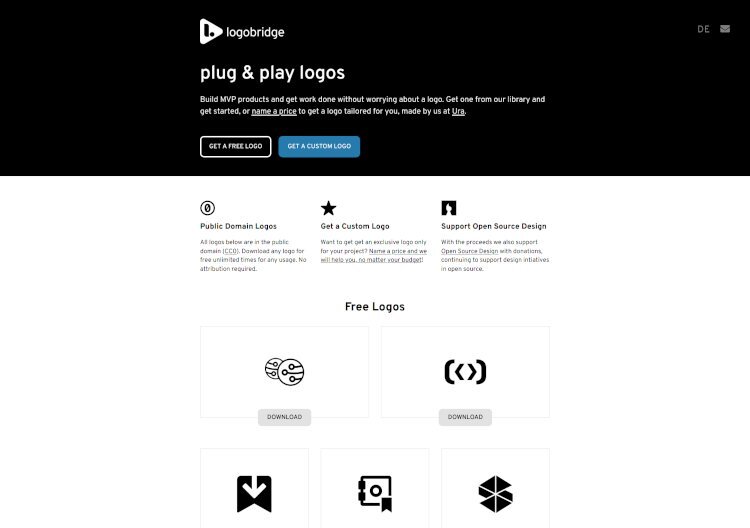 logobridge
DE
plug & play logos
Build MVP products and get work done without worrying about a logo. Get one from our library and
get started, or name a price to get a logo tailored for you, made by us at Ura.
GET A FREE LOGO
GET A CUSTOM LOGO
Public Domain Logos
All logos below are in the public
domain (CC0). Download any logo for
free unlimited times for any usage. No
attribution required.
Get a Custom Logo
Want to get get an exclusive logo only
for your project? Name a price and we
will help you, no matter your budget!
Support Open Source Design
With the proceeds we also support
Open Source Design with donations,
continuing to support design intiatives
in open source.
Free Logos
DOWNLOAD
DOWNLOAD